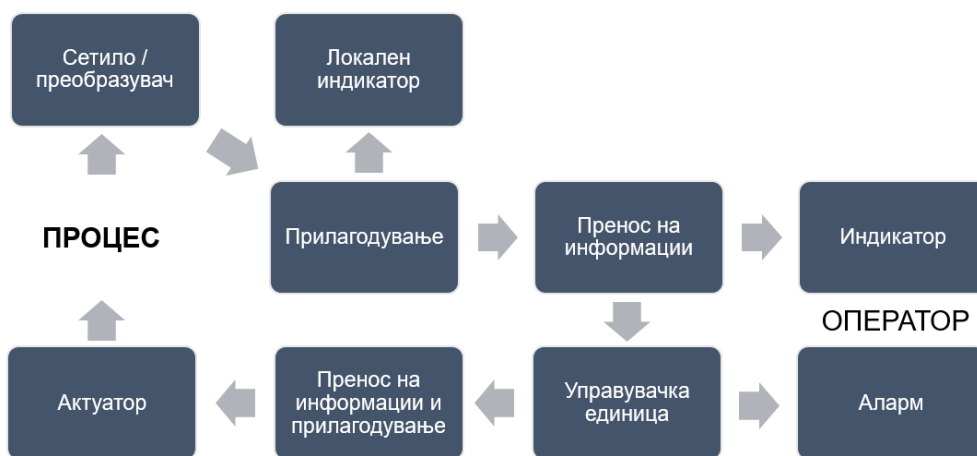 Сетило /
преобразувач
Локален
индикатор
ПРОЦЕС
Прилагодување
Пренос на
информации
Индикатор
ОПЕРАТОР
Актуатор
Пренос на
информации и
прилагодување
Управувачка
единица
Аларм